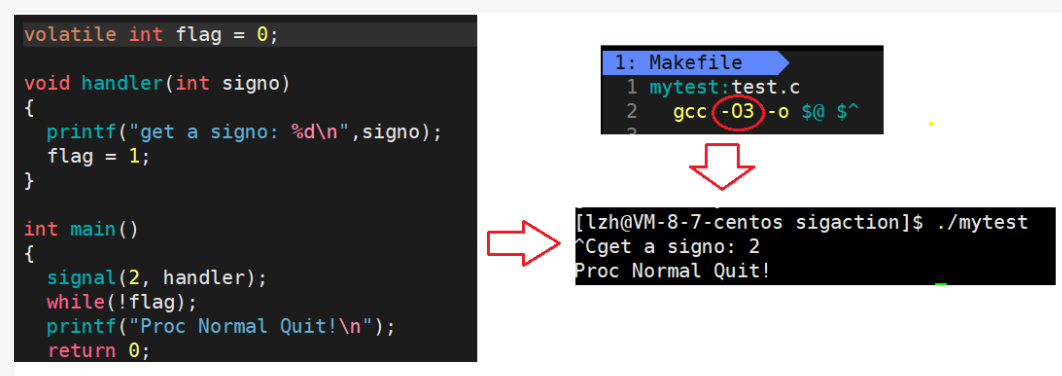 volatile int flag = 0;
void handler(int signo)
{
printf("get a signo: %d\n",signo);
flag = 1;
}
int main()
{
signal(2, handler);
while(!flag);
printf("Proc Normal Quit!\n");
return 0;
1: Makefile
1 mytest:test.c
2 gcc -O3 -o $@ $^
3
[lzh@VM-8-7-centos sigaction]$ ./mytest
^Cget a signo: 2
Proc Normal Quit!